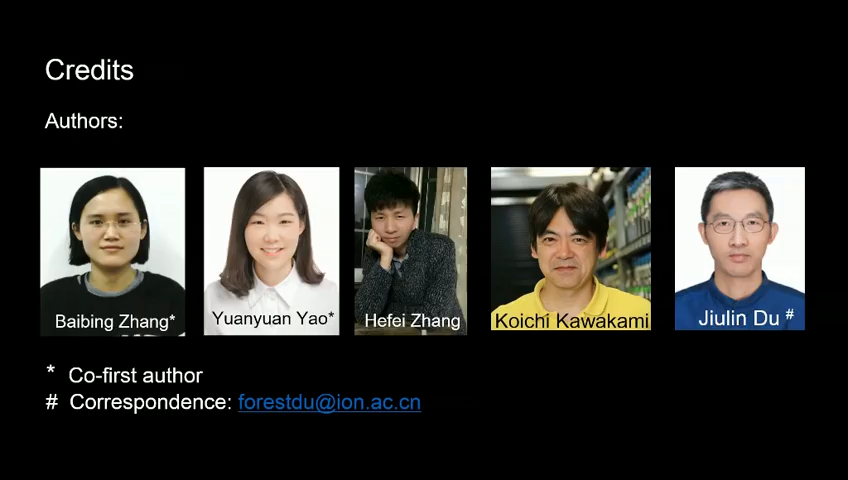 Credits
Authors:
Baibing Zhang* Yuanyuan Yao* Hefei Zhang Koichi Kawakami Jiulin Du #
* Co-first author
# Correspondence: forestdu@ion.ac.cn